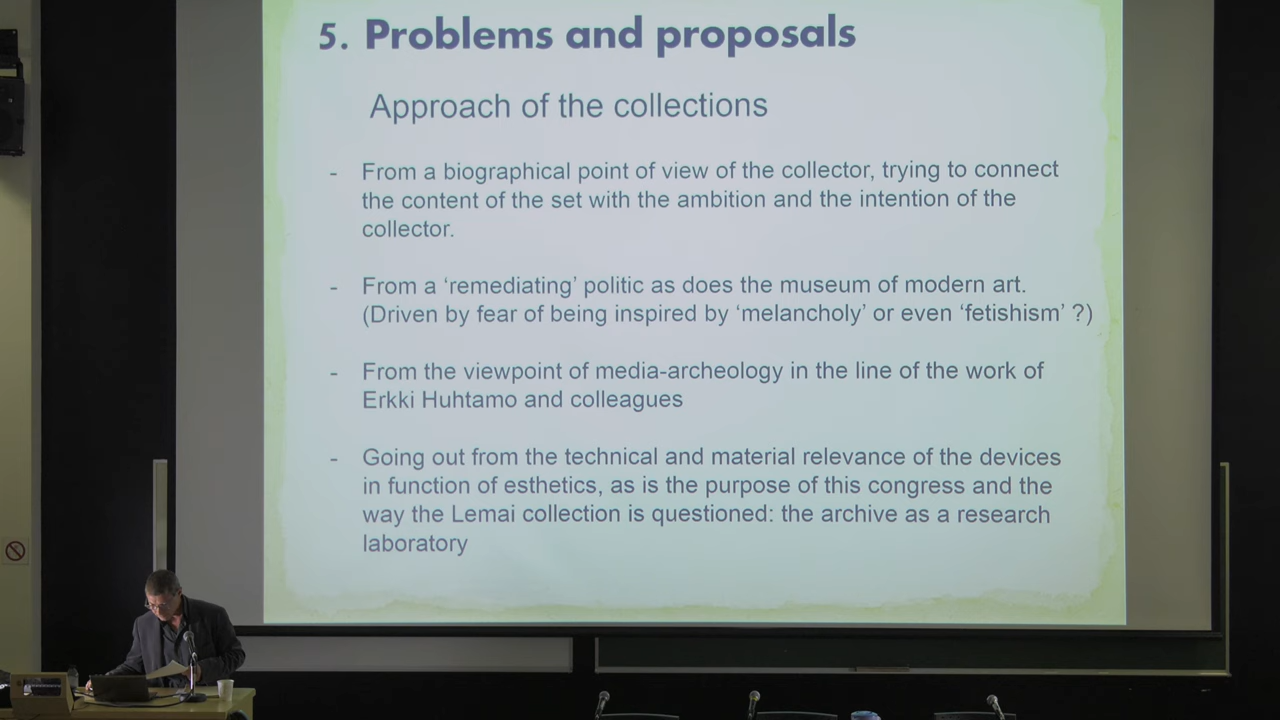 5. Problems and proposals
Approach of the collections
- From a biographical point of view of the collector, trying to connect
the content of the set with the ambition and the intention of the
collector.
- From a ‘remediating’ politic as does the museum of modern art.
(Driven by fear of being inspired by ‘melancholy’ or even ‘fetishism’ ?)
- From the viewpoint of media-archeology in the line of the work of
Erkki Huhtamo and colleagues
- Going out from the technical and material relevance of the devices
in function of esthetics, as is the purpose of this congress and the
way the Lemai collection is questioned: the archive as a research
laboratory